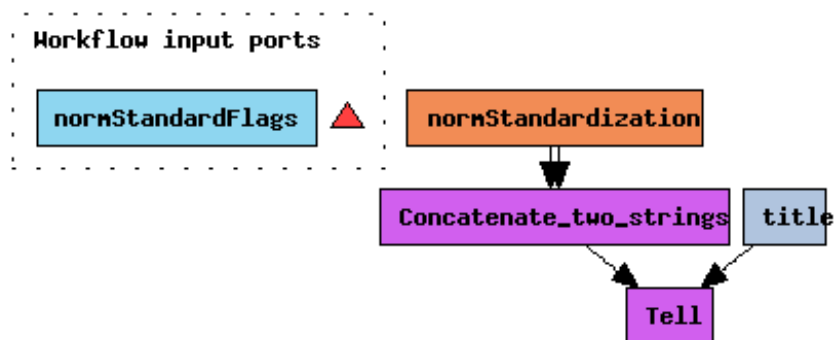 Workflow input ports
normStandardFlags
normStandardization
Concatenate_two_strings
title
Tell